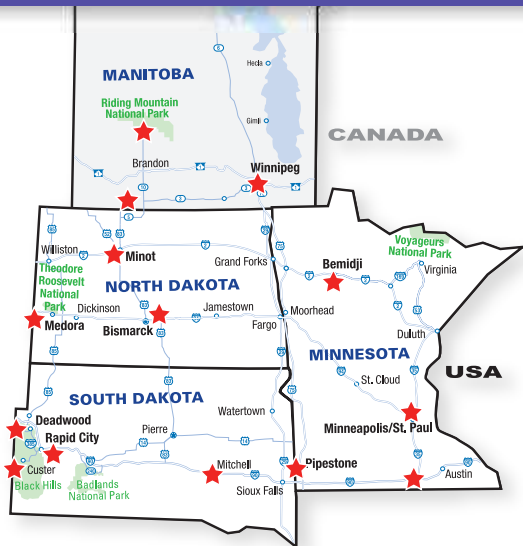 Hecla
MANITOBA
Riding Mountain
National Park
Gimli
CANADA
Brandon
Winnipeg
Voyageurs
National Park
Williston
Minot
Grand Forks
Bemidji
Virginia
Theodore
Roosevelt
National
Park
NORTH DAKOTA
Dickinson
Jamestown
Moorhead
Medora
Bismarck
Fargo
Duluth
MINNESOTA
USA
St. Cloud
SOUTH DAKOTA
Watertown
Deadwood
Pierre
Minneapolis/St. Paul
Rapid City
Mitchell
Pipestone
Custer
Austin
Black Hills
Badlands
National Park
Sioux Falls